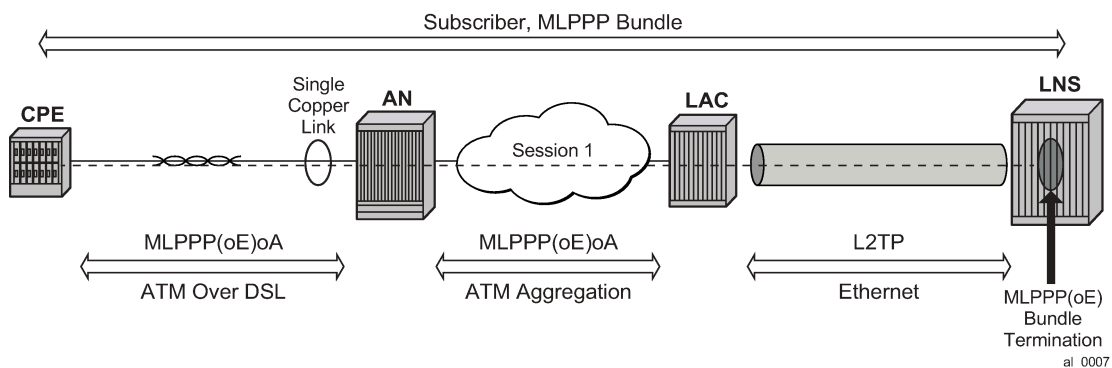 Subscriber, MLPPP Bundle
CPE
Single
Copper
Link
AN
Session 1
LAC
LNS
MLPPP(oE)oA
ATM Over DSL
MLPPP(oE)oA
ATM Aggregation
L2TP
Ethernet
MLPPP(oE)
Bundle
Termination
al_0007